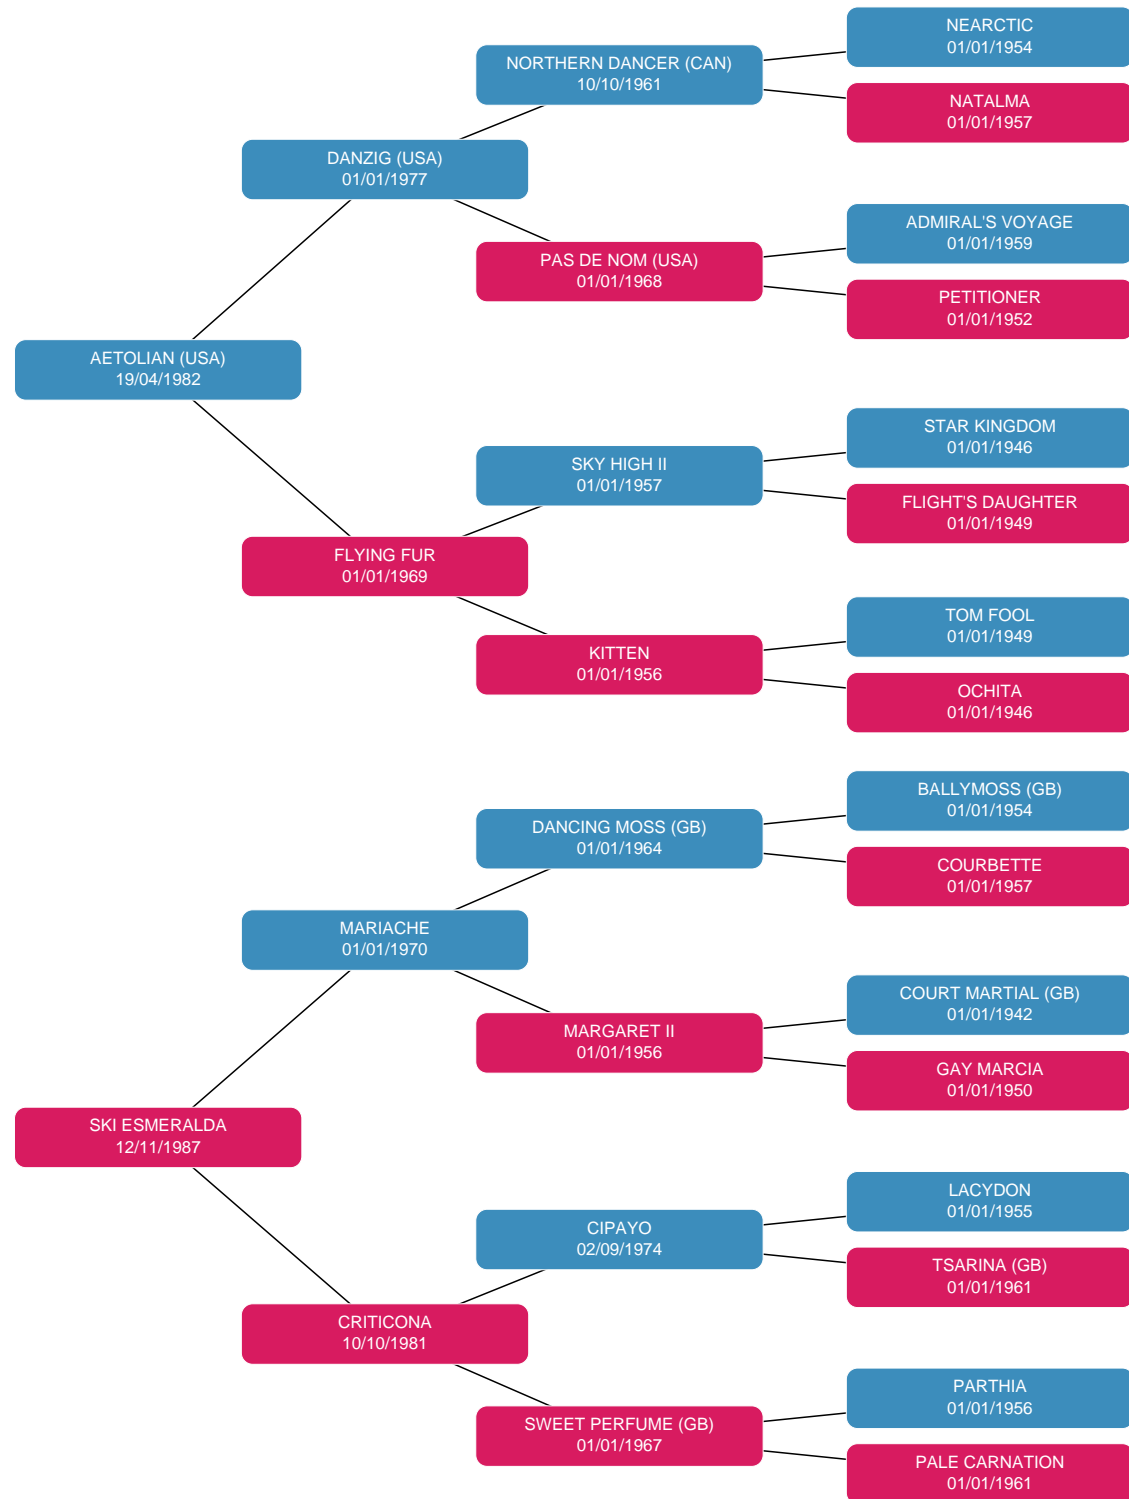 NEARCTIC
01/01/1954
NORTHERN DANCER (CAN)
10/10/1961
NATALMA
01/01/1957
DANZIG (USA)
01/01/1977
ADMIRAL'S VOYAGE
01/01/1959
PAS DE NOM (USA)
01/01/1968
PETITIONER
01/01/1952
AETOLIAN (USA)
19/04/1982
STAR KINGDOM
01/01/1946
SKY HIGH II
01/01/1957
FLIGHT'S DAUGHTER
01/01/1949
FLYING FUR
01/01/1969
TOM FOOL
01/01/1949
KITTEN
01/01/1956
OCHITA
01/01/1946
BALLYMOSS (GB)
01/01/1954
DANCING MOSS (GB)
01/01/1964
COURBETTE
01/01/1957
MARIACHE
01/01/1970
COURT MARTIAL (GB)
01/01/1942
MARGARET II
01/01/1956
GAY MARCIA
01/01/1950
SKI ESMERALDA
12/11/1987
LACYDON
01/01/1955
CIPAYO
02/09/1974
TSARINA (GB)
01/01/1961
CRITICONA
10/10/1981
PARTHIA
01/01/1956
SWEET PERFUME (GB)
01/01/1967
PALE CARNATION
01/01/1961